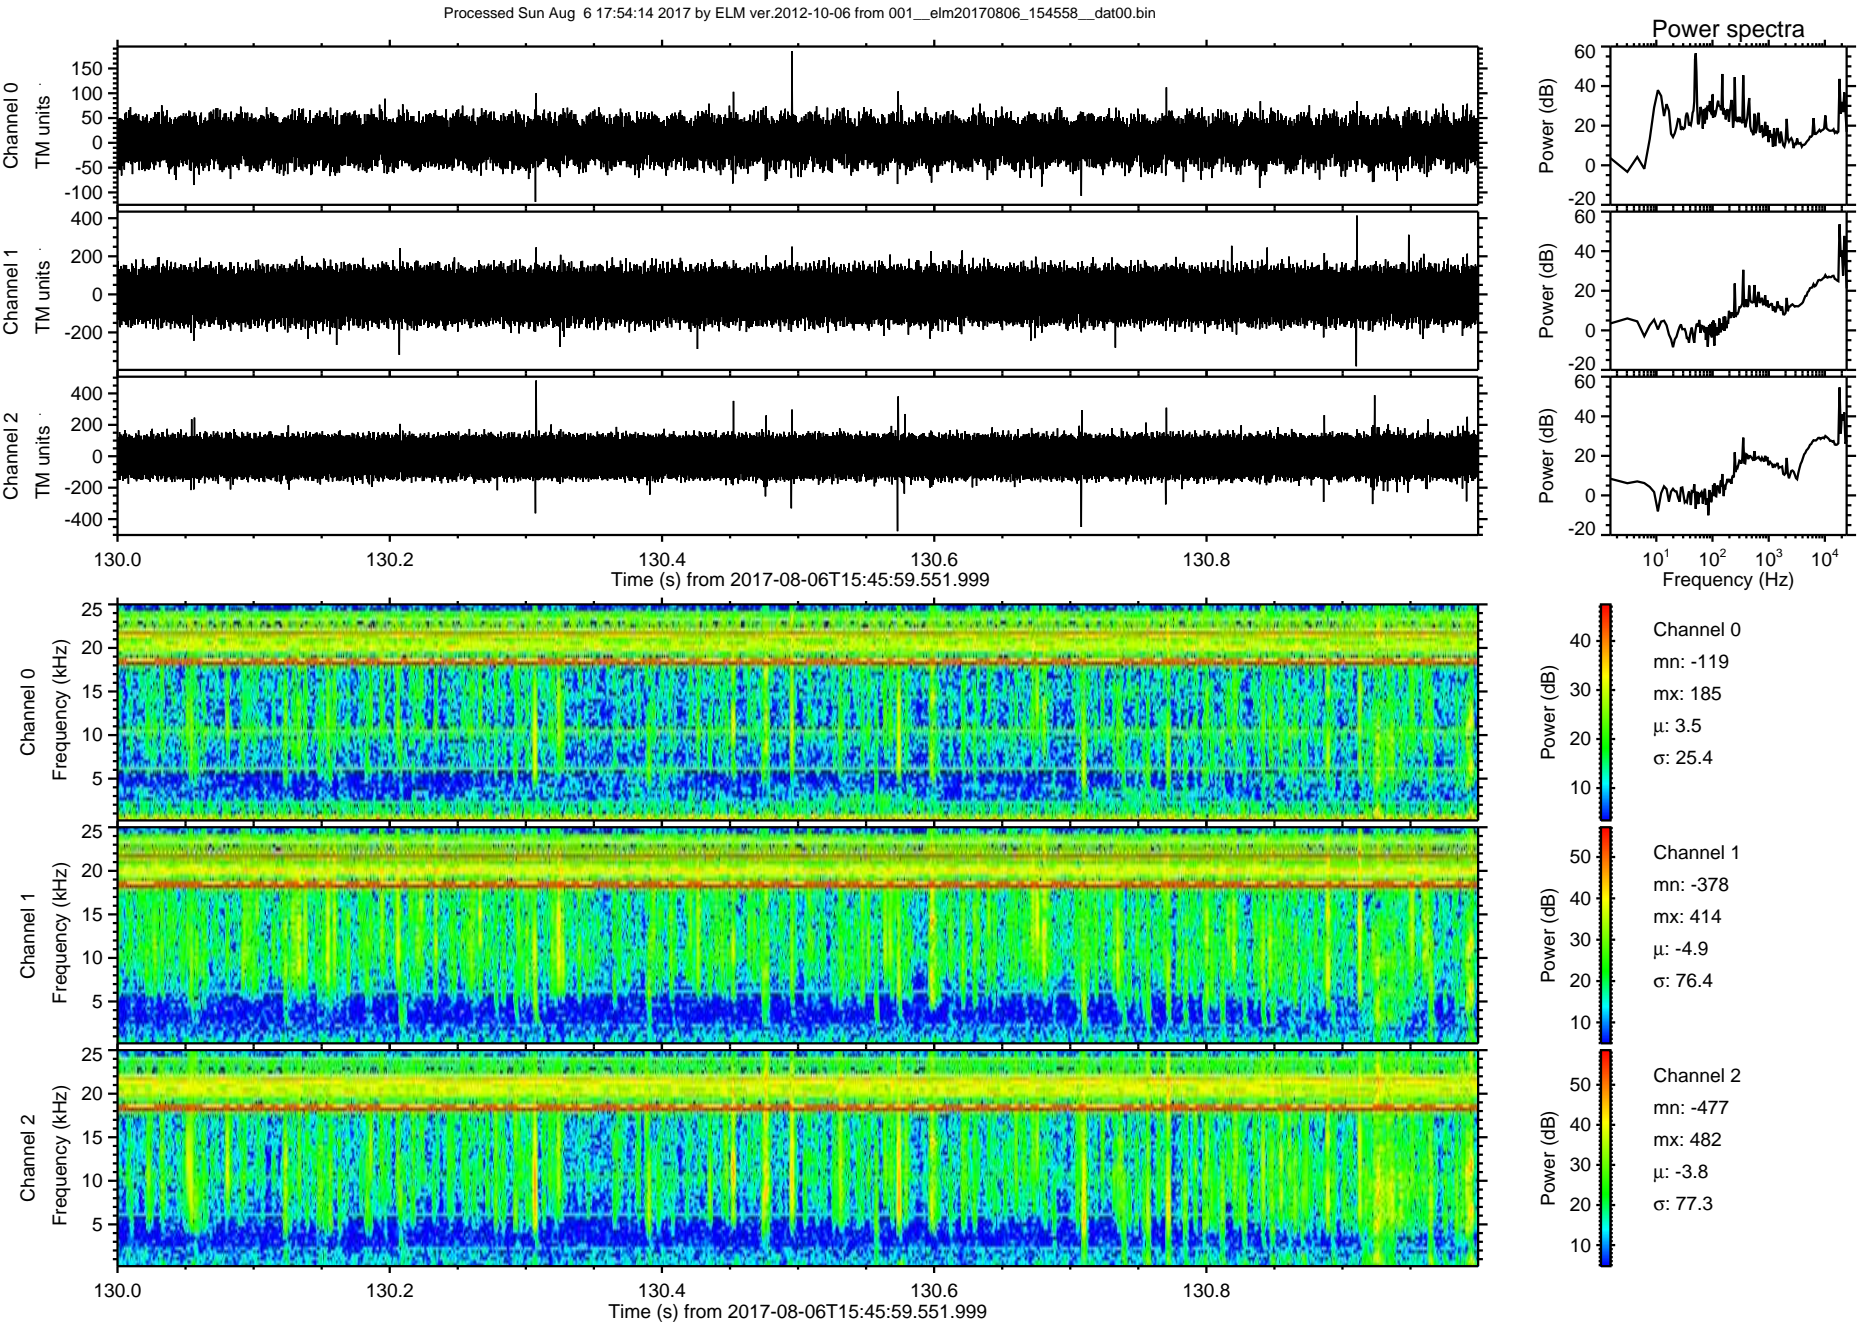 Processed Sun Aug  6 17:54:14 2017 by ELM ver.2012-10-06 from 001__elm20170806_154558__dat00.bin
Power spectra
Channel 0
TM units
150
100
50
0
-50
-100
Power (dB)
60
40
20
0
-20
Channel 1
TM units
400
200
0
-200
Power (dB)
60
40
20
0
-20
Channel 2
TM units
400
200
0
-200
-400
Power (dB)
60
40
20
0
-20
130.0 130.2 130.4 130.6 130.8
Time (s) from 2017-08-06T15:45:59.551.999
10¹ 10² 10³ 10⁴
Frequency (Hz)
Channel 0
Frequency (kHz)
25
20
15
10
5
Power (dB)
40
30
20
10
Channel 0
mn: -119
mx: 185
µ: 3.5
σ: 25.4
Channel 1
Frequency (kHz)
25
20
15
10
5
Power (dB)
50
40
30
20
10
Channel 1
mn: -378
mx: 414
µ: -4.9
σ: 76.4
Channel 2
Frequency (kHz)
25
20
15
10
5
Power (dB)
50
40
30
20
10
Channel 2
mn: -477
mx: 482
µ: -3.8
σ: 77.3
130.0 130.2 130.4 130.6 130.8
Time (s) from 2017-08-06T15:45:59.551.999